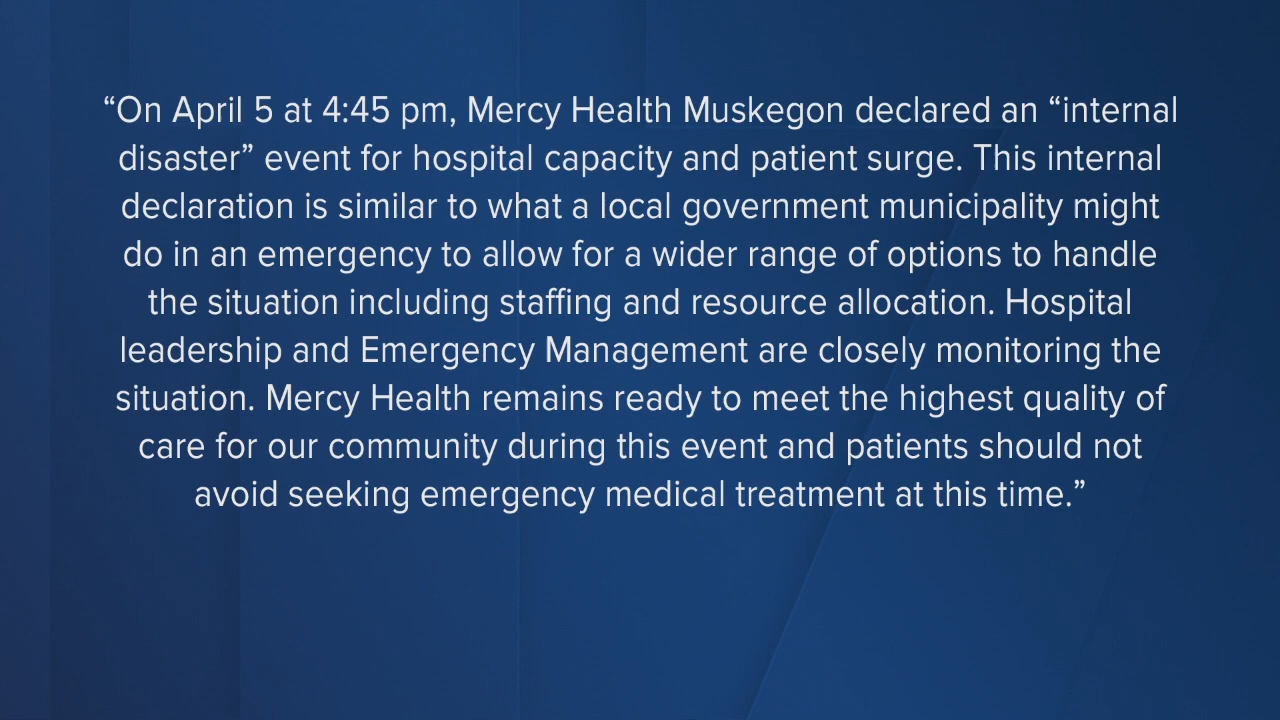 “On April 5 at 4:45 pm, Mercy Health Muskegon declared an “internal
disaster” event for hospital capacity and patient surge. This internal
declaration is similar to what a local government municipality might
do in an emergency to allow for a wider range of options to handle
the situation including staffing and resource allocation. Hospital
leadership and Emergency Management are closely monitoring the
situation. Mercy Health remains ready to meet the highest quality of
care for our community during this event and patients should not
avoid seeking emergency medical treatment at this time.”